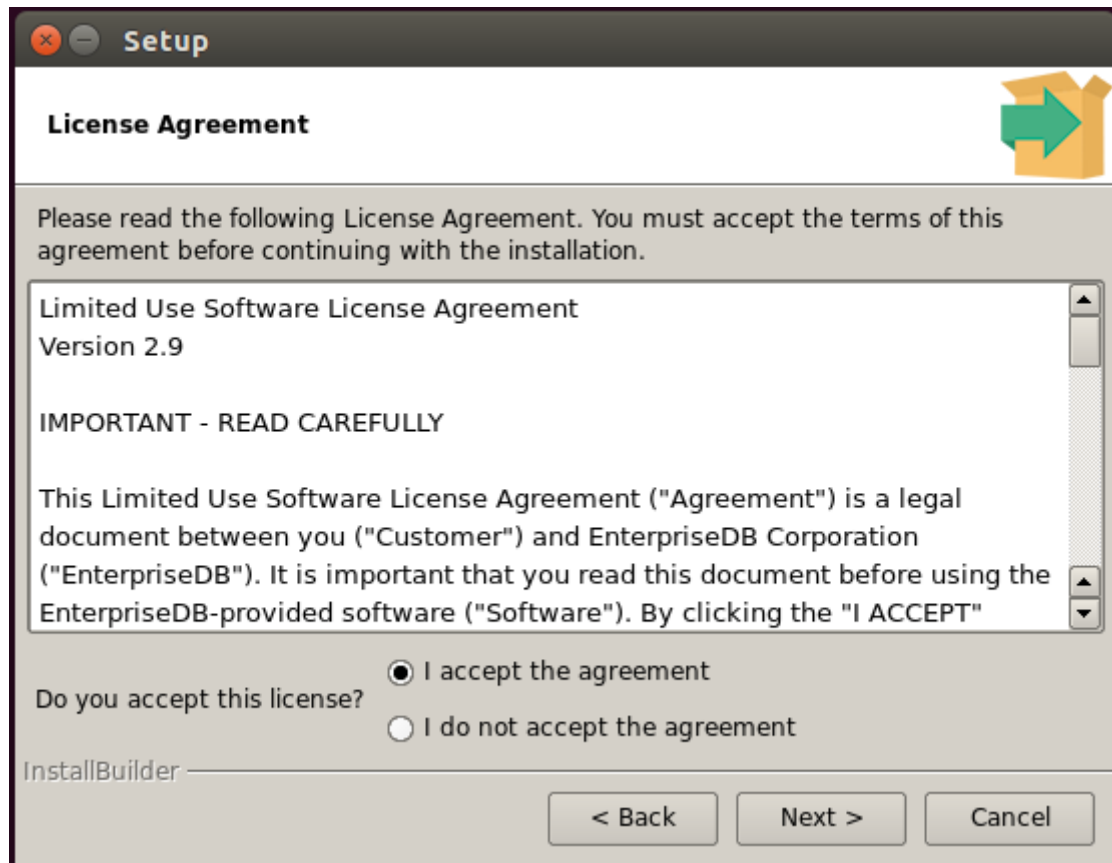 Setup
License Agreement
Please read the following License Agreement. You must accept the terms of this
agreement before continuing with the installation.
Limited Use Software License Agreement
Version 2.9
IMPORTANT - READ CAREFULLY
This Limited Use Software License Agreement ("Agreement") is a legal
document between you ("Customer") and EnterpriseDB Corporation
("EnterpriseDB"). It is important that you read this document before using the
EnterpriseDB-provided software ("Software"). By clicking the "I ACCEPT"
Do you accept this license?
I accept the agreement
I do not accept the agreement
InstallBuilder
< Back
Next >
Cancel